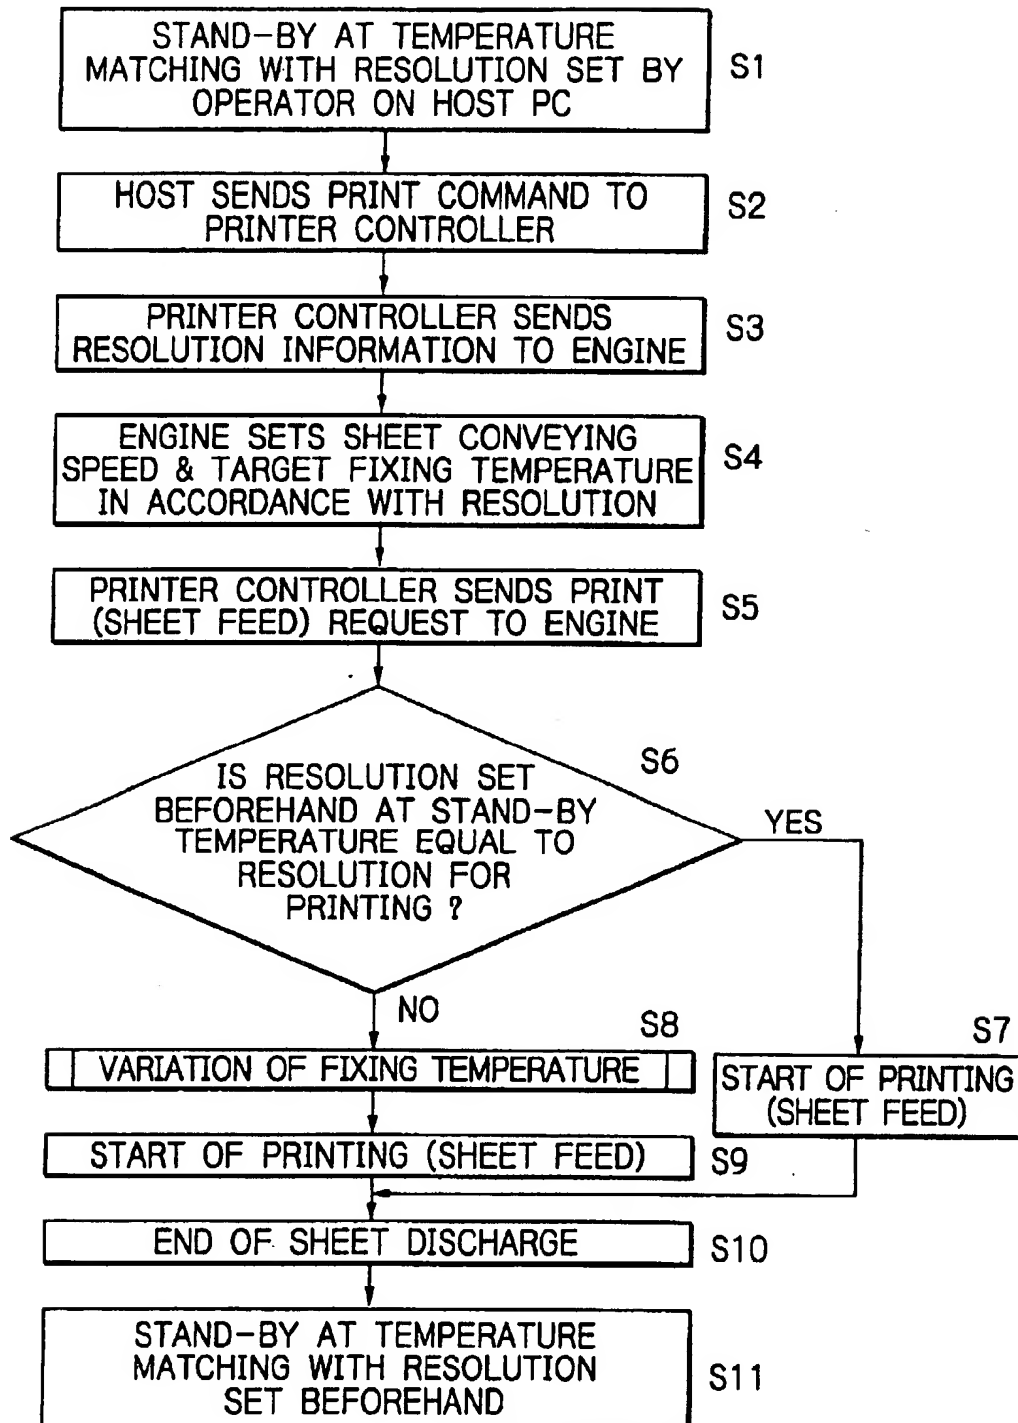 STAND-BY AT TEMPERATURE
MATCHING WITH RESOLUTION SET BY
OPERATOR ON HOST PC
S1
HOST SENDS PRINT COMMAND TO
PRINTER CONTROLLER
S2
PRINTER CONTROLLER SENDS
RESOLUTION INFORMATION TO ENGINE
S3
ENGINE SETS SHEET CONVEYING
SPEED & TARGET FIXING TEMPERATURE
IN ACCORDANCE WITH RESOLUTION
S4
PRINTER CONTROLLER SENDS PRINT
(SHEET FEED) REQUEST TO ENGINE
S5
S6
IS RESOLUTION SET
BEFOREHAND AT STAND-BY
TEMPERATURE EQUAL TO
RESOLUTION FOR
PRINTING ?
YES
NO
S8
VARIATION OF FIXING TEMPERATURE
S7
START OF PRINTING
(SHEET FEED)
START OF PRINTING (SHEET FEED)
S9
END OF SHEET DISCHARGE
S10
STAND-BY AT TEMPERATURE
MATCHING WITH RESOLUTION
SET BEFOREHAND
S11